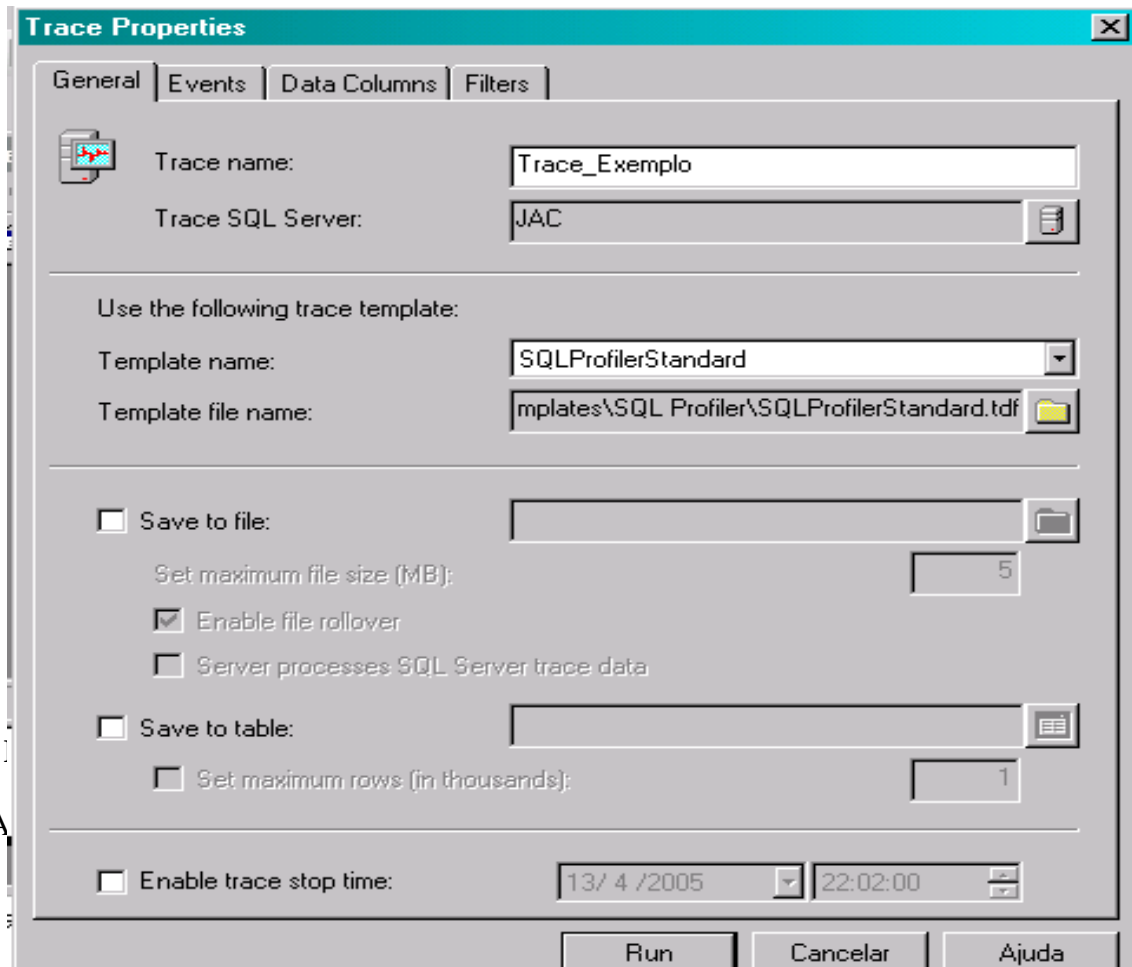 Trace Properties
General Events Data Columns Filters
Trace name: Trace_Exemplo
Trace SQL Server: JAC
Use the following trace template:
Template name: SQLProfilerStandard
Template file name: mplates\SQL Profiler\SQLProfilerStandard.tdf
Save to file:
Set maximum file size (MB): 5
Enable file rollover
Server processes SQL Server trace data
Save to table:
Set maximum rows (in thousands): 1
Enable trace stop time: 13/ 4 /2005 22:02:00
Run Cancelar Ajuda